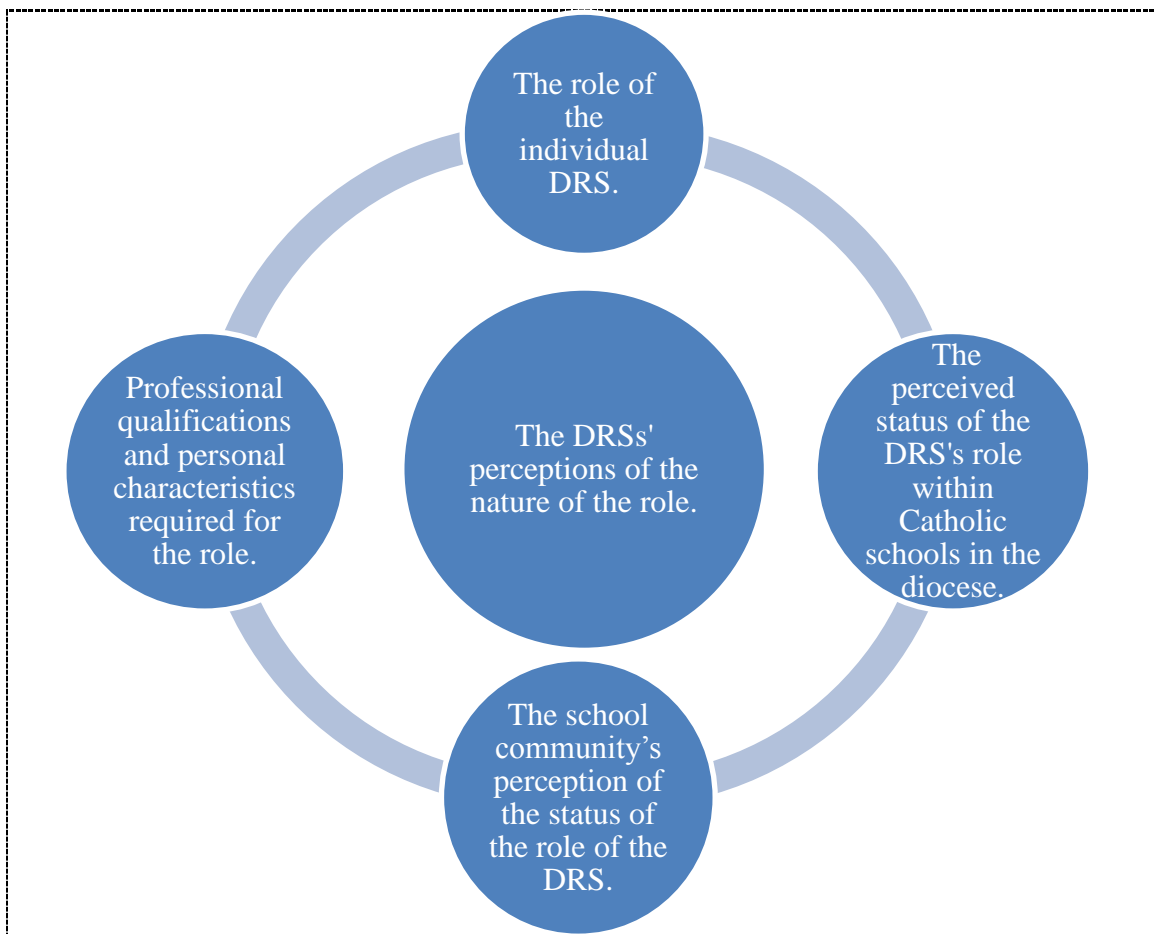 The role of
the
individual
DRS.
Professional
qualifications
and personal
characteristics
required for
the role.
The DRSs'
perceptions of the
nature of the role.
The
perceived
status of the
DRS's role
within
Catholic
schools in the
diocese.
The school
community’s
perception of
the status of
the role of the
DRS.